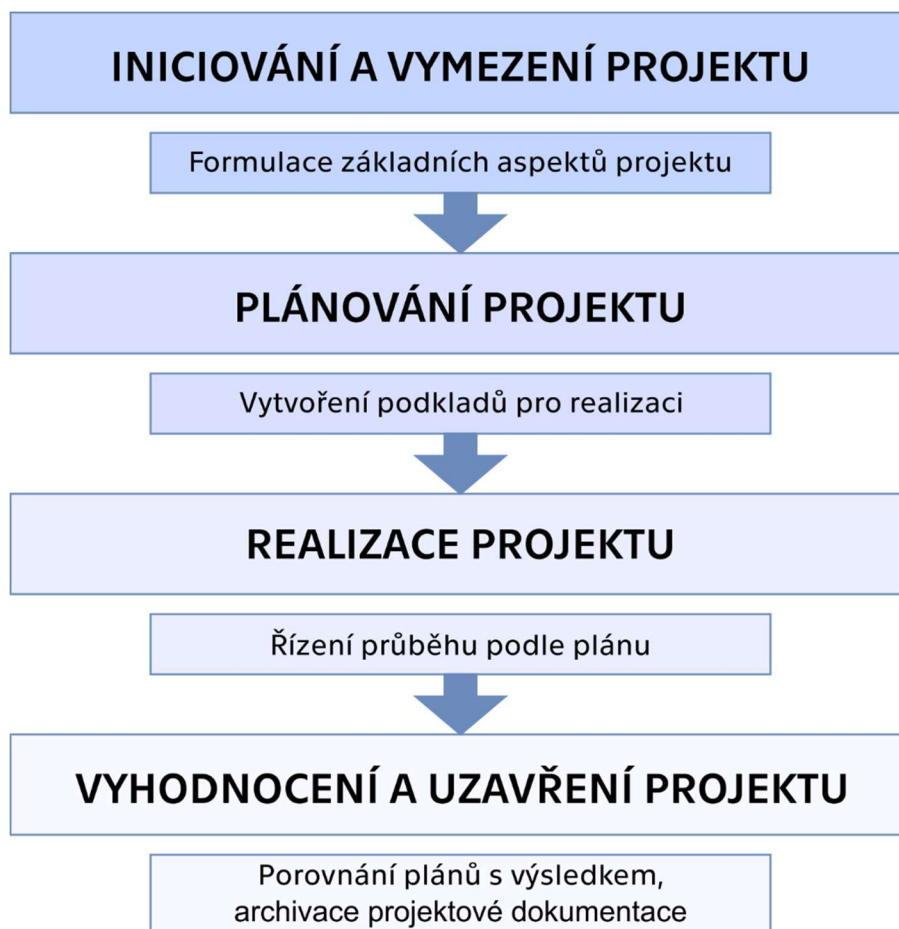 INICIOVÁNÍ A VYMEZENÍ PROJEKTU
Formulace základních aspektů projektu
PLÁNOVÁNÍ PROJEKTU
Vytvoření podkladů pro realizaci
REALIZACE PROJEKTU
Řízení průběhu podle plánu
VYHODNOCENÍ A UZAVŘENÍ PROJEKTU
Porovnání plánů s výsledkem,
archivace projektové dokumentace